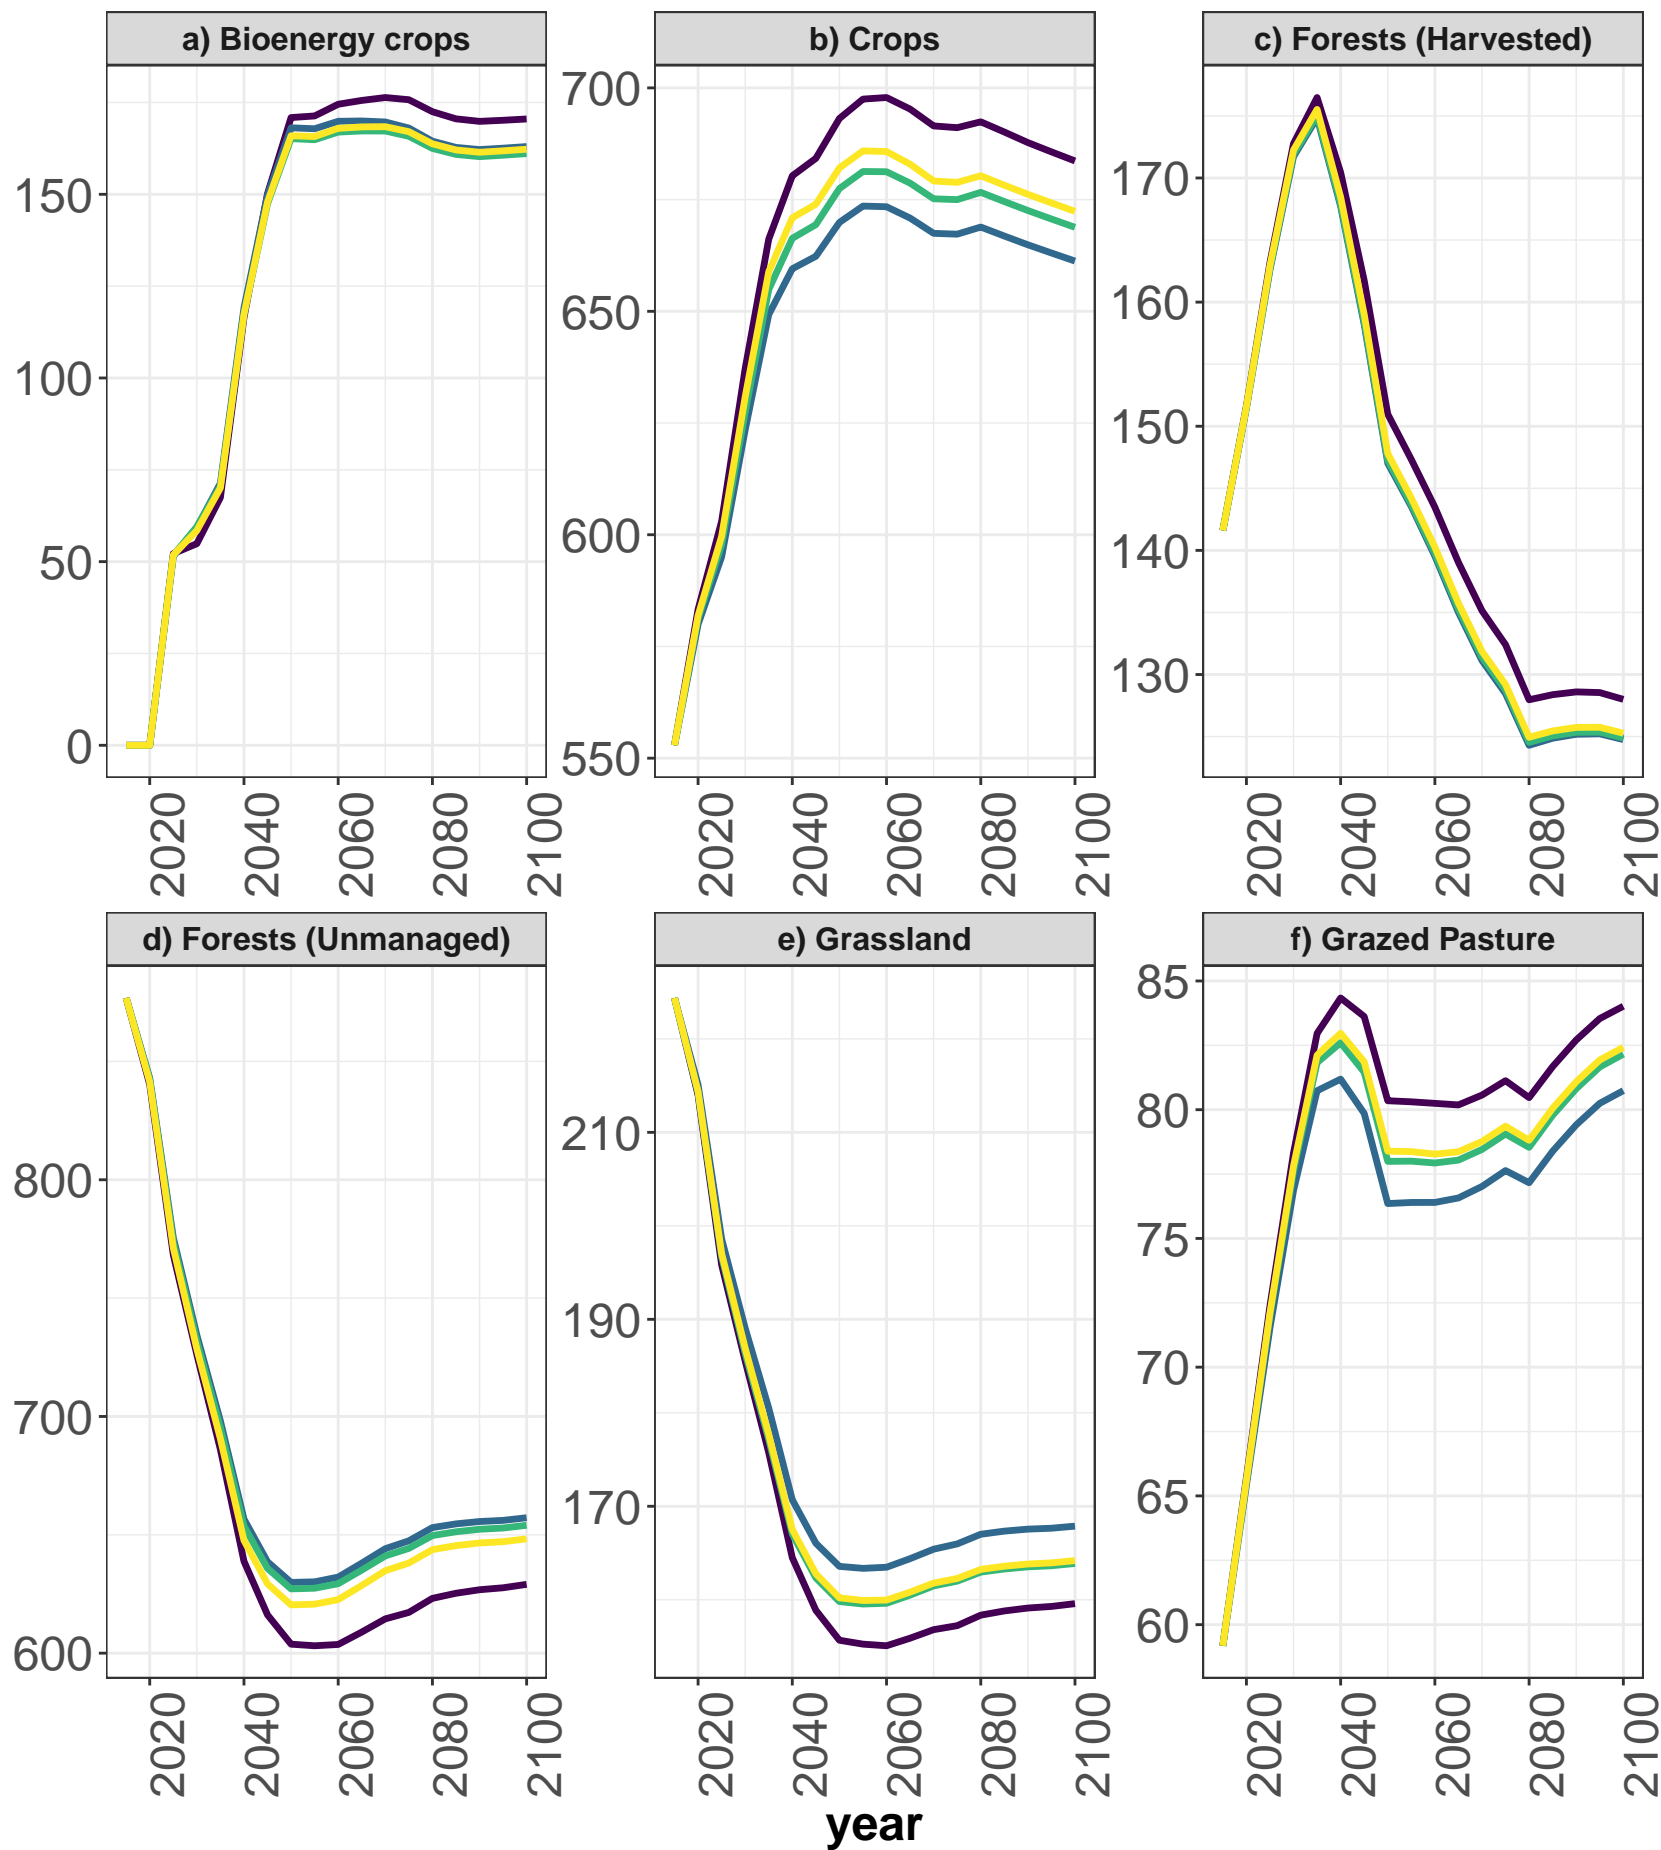 a) Bioenergy crops
b) Crops
c) Forests (Harvested)
150
100
50
0
700
650
600
550
170
160
150
140
130
2020 2040 2060 2080 2100
2020 2040 2060 2080 2100
2020 2040 2060 2080 2100
d) Forests (Unmanaged)
e) Grassland
f) Grazed Pasture
800
700
600
210
190
170
85
80
75
70
65
60
2020 2040 2060 2080 2100
2020 2040 2060 2080 2100
2020 2040 2060 2080 2100
year